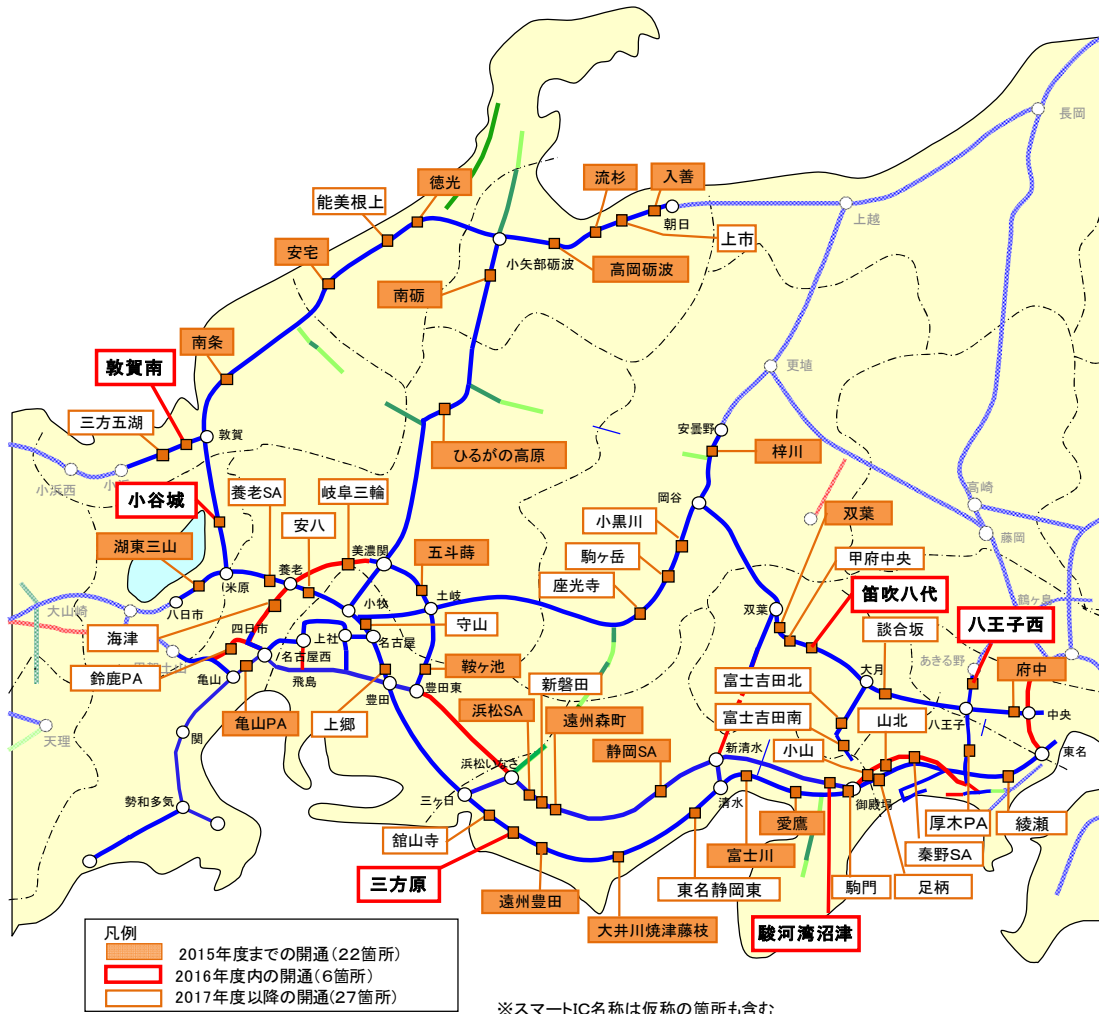 長岡
徳光
流杉
入善
能美根上
朝日
上越
上市
小矢部砺波
安宅
高岡砺波
南砺
南条
敦賀南
更埴
三方五湖
敦賀
安曇野
ひるがの高原
梓川
小浜西
小浜
岡谷
高崎
小谷城
養老SA
岐阜三輪
双葉
小黒川
安八
藤岡
湖東三山
美濃関
五斗蒔
駒ヶ岳
甲府中央
養老
米原
座光寺
笛吹八代
鶴ヶ島
大山崎
八日市
小牧
土岐
双葉
談合坂
八王子西
四日市
上社
守山
海津
名古屋
あきる野
名古屋西
大月
府中
鈴鹿PA
甲賀土山
亀山
鞍ヶ池
新磐田
富士吉田北
飛島
豊田
豊田東
山北
八王子
中央
亀山PA
上郷
浜松SA
遠州森町
富士吉田南
天理
関
静岡SA
小山
新清水
東名
浜松いなさ
三ケ日
清水
御殿場
勢和多気
舘山寺
愛鷹
厚木PA
綾瀬
富士川
秦野SA
三方原
遠州豊田
東名静岡東
駒門
足柄
大井川焼津藤枝
駿河湾沼津
凡例
2015年度までの開通(22箇所)
2016年度内の開通(6箇所)
2017年度以降の開通(27箇所)
※スマートIC名称は仮称の箇所も含む